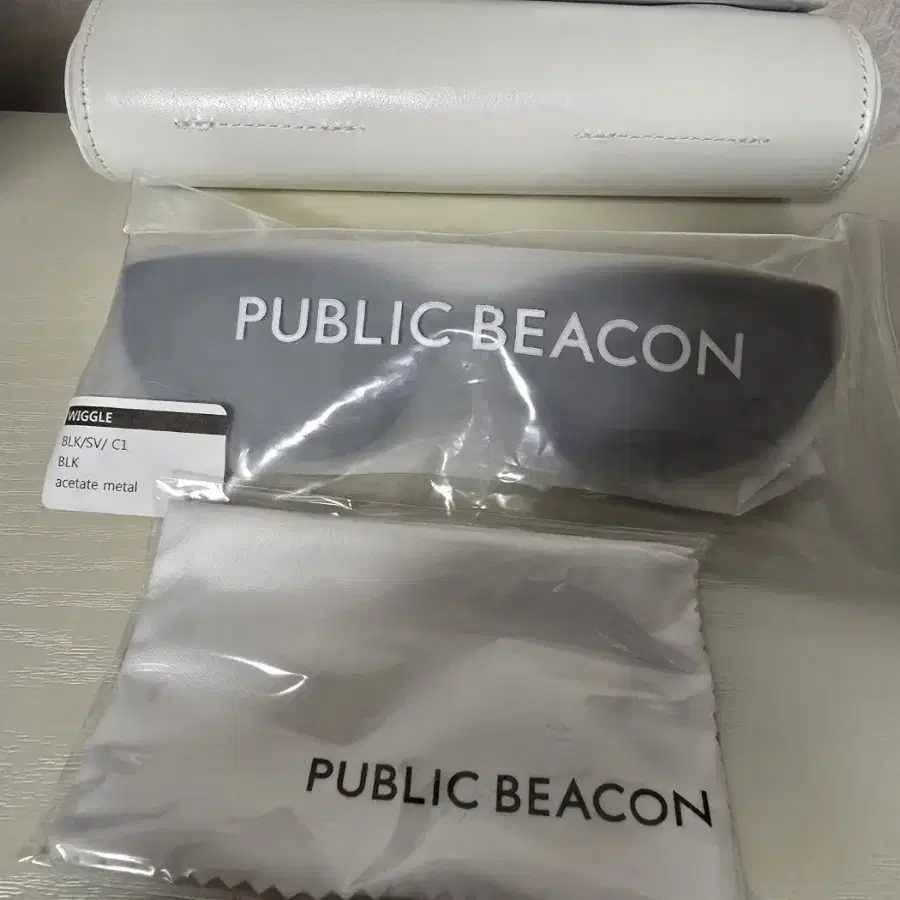 PUBLIC BEACON
WIGGLE
BLK/SV/ C1
BLK
acetate metal
PUBLIC BEACON